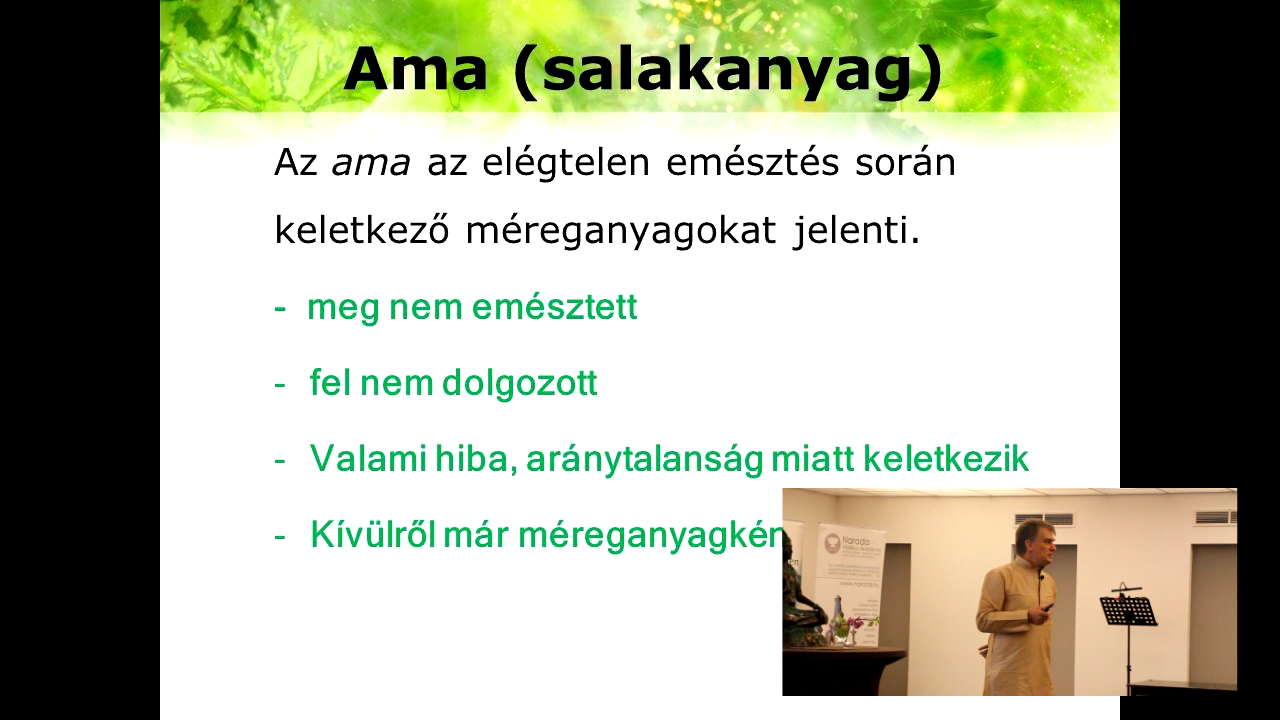 Ama (salakanyag)
Az ama az elégtelen emésztés során
keletkező méreganyagokat jelenti.
- meg nem emésztett
- fel nem dolgozott
- Valami hiba, aránytalanság miatt keletkezik
- Kívülről már méreganyagkén
Narada